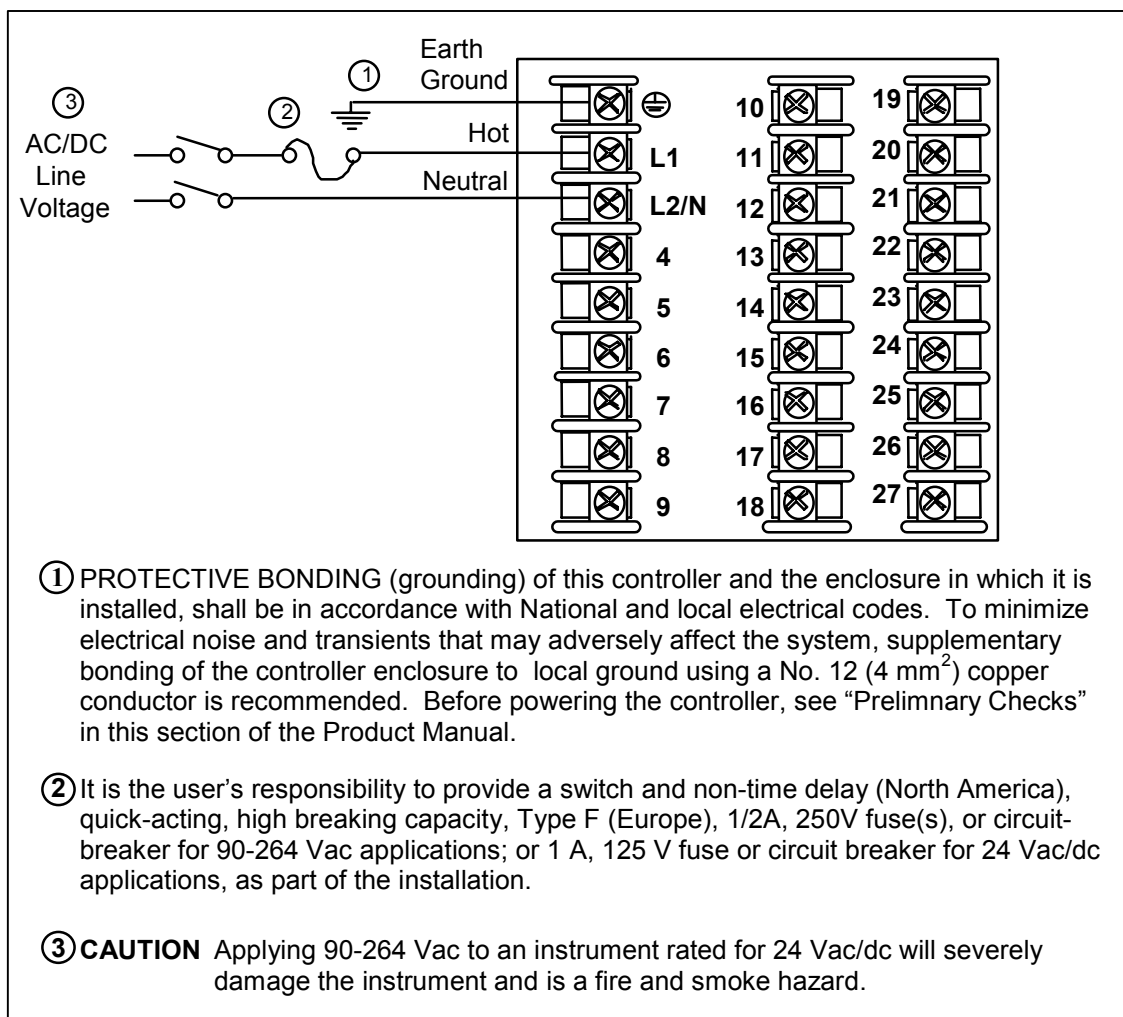 Earth
Ground
①
③
②
AC/DC
Line
Voltage
Hot
Neutral
L1
L2/N
4
5
6
7
8
9
10
11
12
13
14
15
16
17
18
19
20
21
22
23
24
25
26
27
① PROTECTIVE BONDING (grounding) of this controller and the enclosure in which it is
installed, shall be in accordance with National and local electrical codes. To minimize
electrical noise and transients that may adversely affect the system, supplementary
bonding of the controller enclosure to local ground using a No. 12 (4 mm²) copper
conductor is recommended. Before powering the controller, see “Prelimnary Checks”
in this section of the Product Manual.
② It is the user’s responsibility to provide a switch and non-time delay (North America),
quick-acting, high breaking capacity, Type F (Europe), 1/2A, 250V fuse(s), or circuit-
breaker for 90-264 Vac applications; or 1 A, 125 V fuse or circuit breaker for 24 Vac/dc
applications, as part of the installation.
③ CAUTION Applying 90-264 Vac to an instrument rated for 24 Vac/dc will severely
damage the instrument and is a fire and smoke hazard.